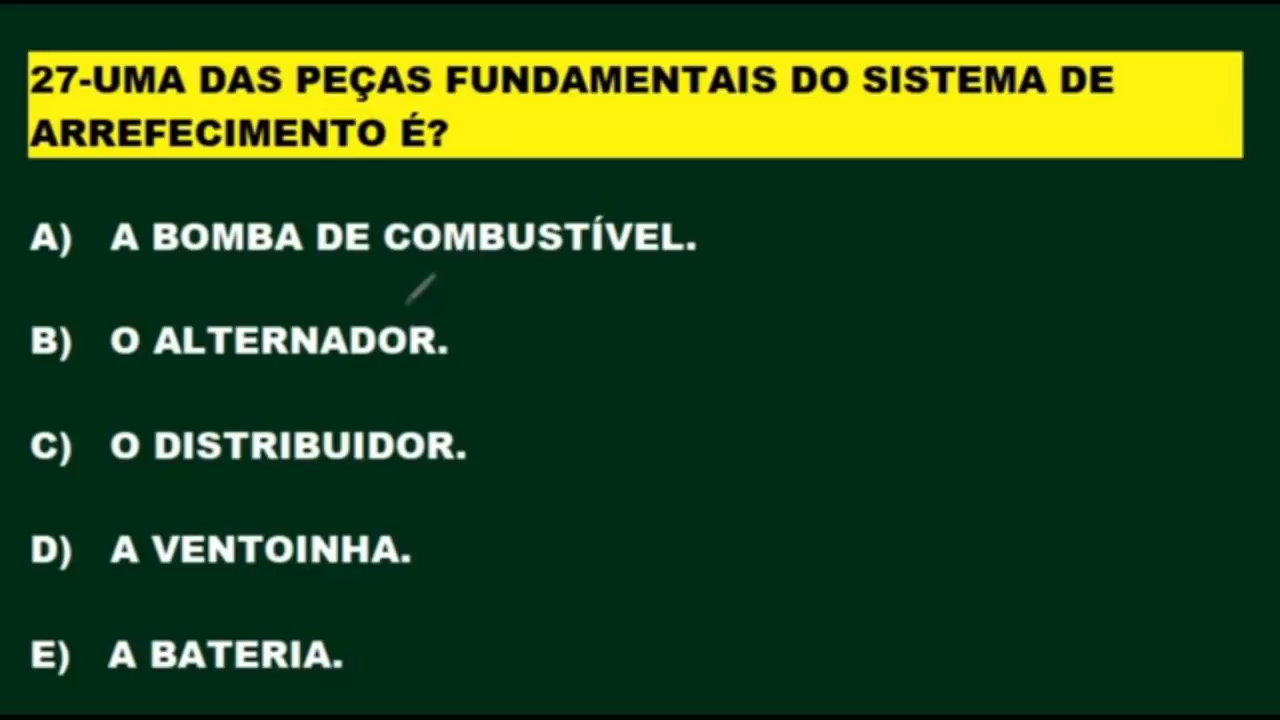 27-UMA DAS PEÇAS FUNDAMENTAIS DO SISTEMA DE
ARREFECIMENTO É?
A) A BOMBA DE COMBUSTÍVEL.
B) O ALTERNADOR.
C) O DISTRIBUIDOR.
D) A VENTOINHA.
E) A BATERIA.